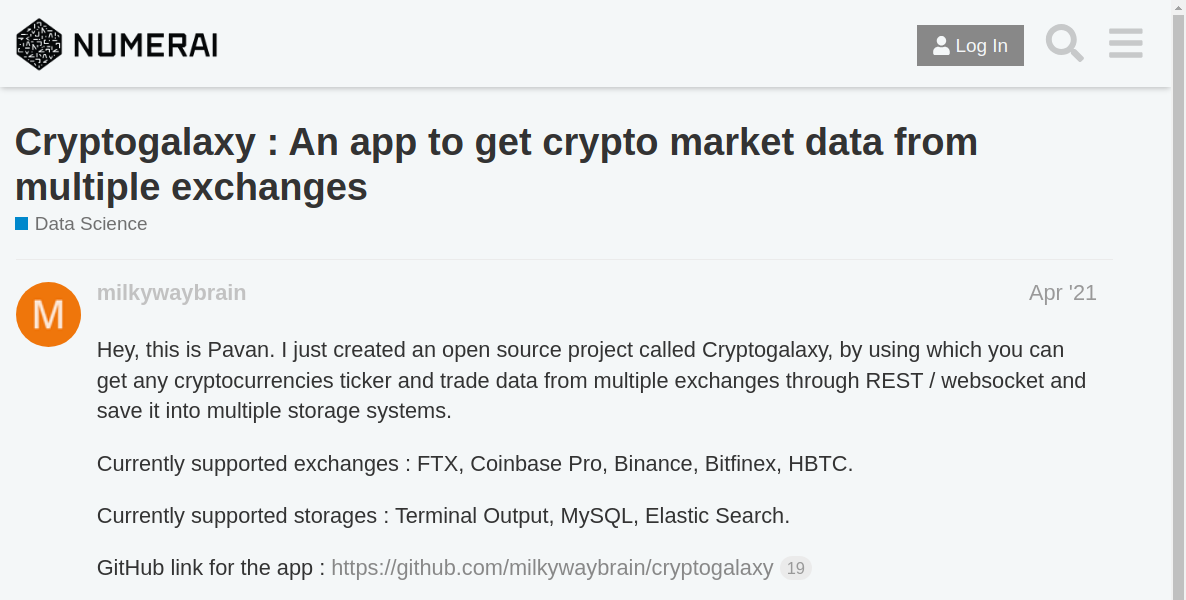 NUMERAI
Log In
Cryptogalaxy : An app to get crypto market data from
multiple exchanges
Data Science
M
milkywaybrain
Apr '21
Hey, this is Pavan. I just created an open source project called Cryptogalaxy, by using which you can
get any cryptocurrencies ticker and trade data from multiple exchanges through REST / websocket and
save it into multiple storage systems.
Currently supported exchanges : FTX, Coinbase Pro, Binance, Bitfinex, HBTC.
Currently supported storages : Terminal Output, MySQL, Elastic Search.
GitHub link for the app : https://github.com/milkywaybrain/cryptogalaxy 19